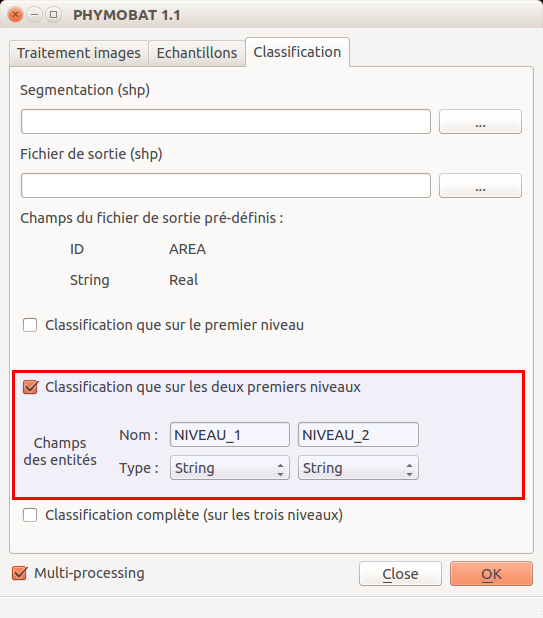 PHYMOBAT 1.1
Traitement images Echantillons Classification
Segmentation (shp)
...
Fichier de sortie (shp)
...
Champs du fichier de sortie pré-définis :
ID AREA
String Real
Classification que sur le premier niveau
Classification que sur les deux premiers niveaux
Champs des entités
Nom : NIVEAU_1 NIVEAU_2
Type : String String
Classification complète (sur les trois niveaux)
Multi-processing Close OK